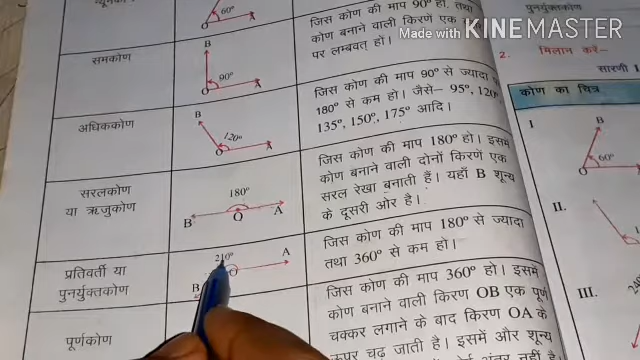 60°
A
Made with KINEMASTER
जिस कोण की माप 90° हो, तथा
कोण बनाने वाली किरणें एक
पर लम्बवत् हों।
समकोण
B
90°
O
A
जिस कोण की माप 90° से ज्यादा
180° से कम हो। जैसे– 95°, 120°
135°, 150°, 175° आदि।
अधिककोण
B
120°
O
A
जिस कोण की माप 180° हो। इसमें
कोण बनाने वाली दोनों किरणें एक
सरल रेखा बनाती हैं। यहाँ B शून्य
के दूसरी ओर है।
सरलकोण
या ऋजुकोण
180°
B
O
A
जिस कोण की माप 180° से ज्यादा
तथा 360° से कम हो।
प्रतिवर्ती या
पुनर्युक्तकोण
210°
A
O
B
जिस कोण की माप 360° हो। इसमें
कोण बनाने वाली किरण OB एक पूर्ण
चक्कर लगाने के बाद किरण OA के
ऊपर चढ़ जाती है। इसमें और शून्य
पूर्णकोण
पुनर्युक्तकोण
2. मिलान करें–
सारणी 1
कोण का चित्र
I
B
60°
O
II.
III.